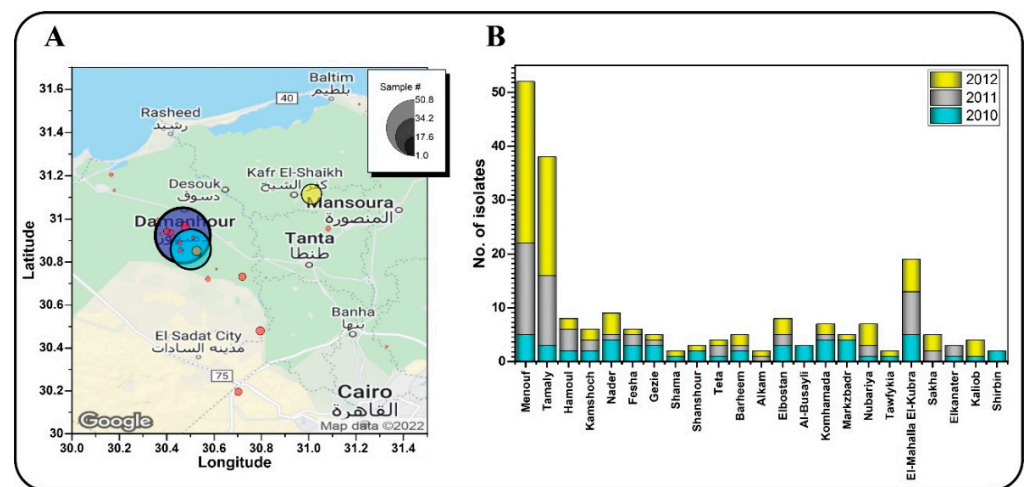 A
31.6
31.4
31.2
31
30.8
30.6
30.4
30.2
30
Latitude
30.0
30.2
30.4
30.6
30.8
31.0
31.2
31.4
Longitude
Baltim
بلطيم
40
Rasheed
رشيد
Desouk
دسوق
Kafr El-Shaikh
كفر الشيخ
Mansoura
المنصورة
Damanhour
Tanta
طنطا
Banha
بنها
El Sadat City
مدينه السادات
75
Cairo
القاهرة
Google
Map data ©2022
Sample #
50.8
34.2
17.6
1.0
B
No. of isolates
50
40
30
20
10
0
2012
2011
2010
Menouf
Tamaly
Hamoul
Kamshoch
Nader
Fesha
Gezie
Shama
Shanshour
Teta
Barheem
Alkam
Elbostan
Al-Busayli
Komhamada
Markzbadr
Nubariya
Tawfykia
El-Mahalla El-Kubra
Sakha
Elkanater
Kaliob
Shirbin